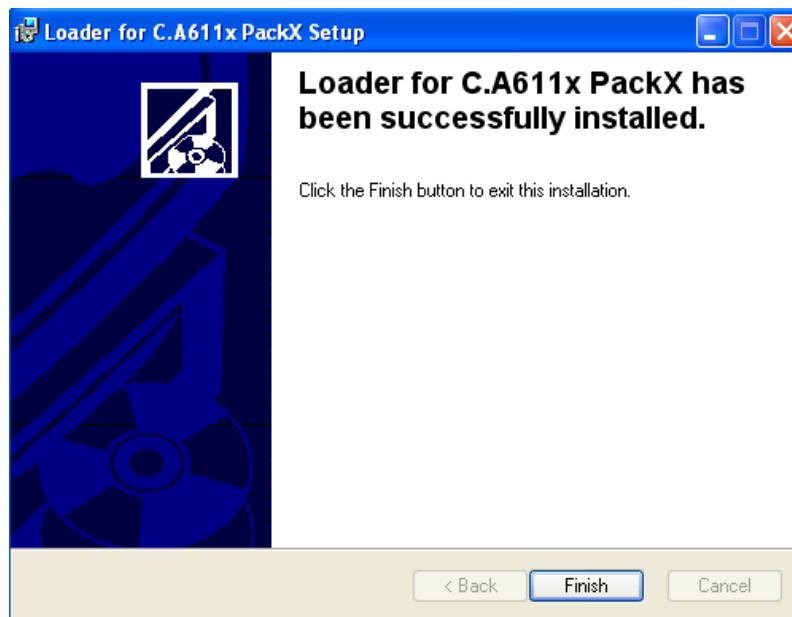 Loader for C.A611x PackX Setup
Loader for C.A611x PackX has
been successfully installed.
Click the Finish button to exit this installation.
< Back Finish Cancel